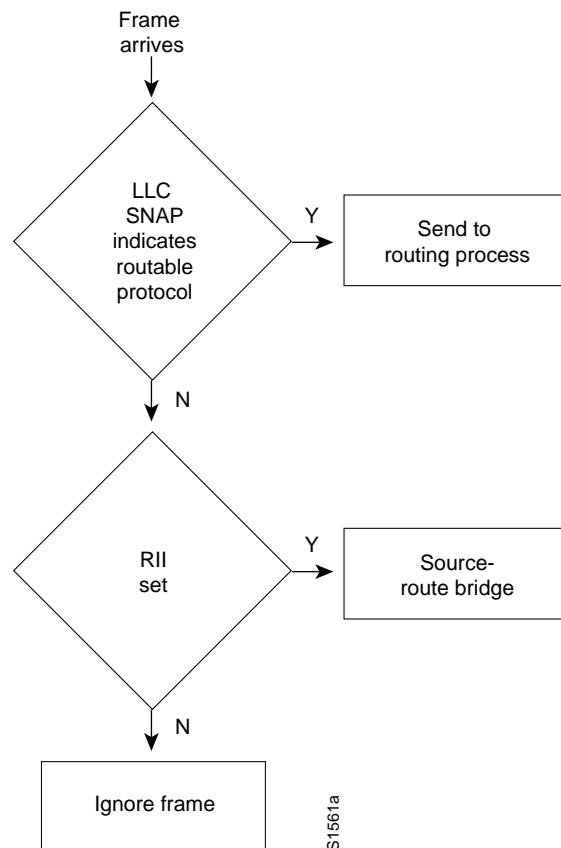 Frame
arrives
LLC
SNAP
indicates
routable
protocol
Y
Send to
routing process
N
RII
set
Y
Source-
route bridge
N
Ignore frame
S1561a